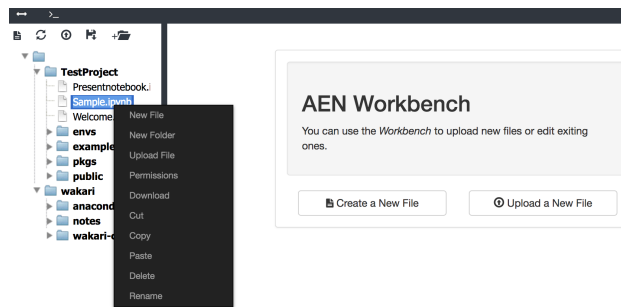 >_
TestProject
Presentnotebook.i
Sample.ipynb
Welcome.
envs
example
pkgs
public
wakari
anacond
notes
wakari-
New File
New Folder
Upload File
Permissions
Download
Cut
Copy
Paste
Delete
Rename
AEN Workbench
You can use the Workbench to upload new files or edit exiting
ones.
Create a New File
Upload a New File